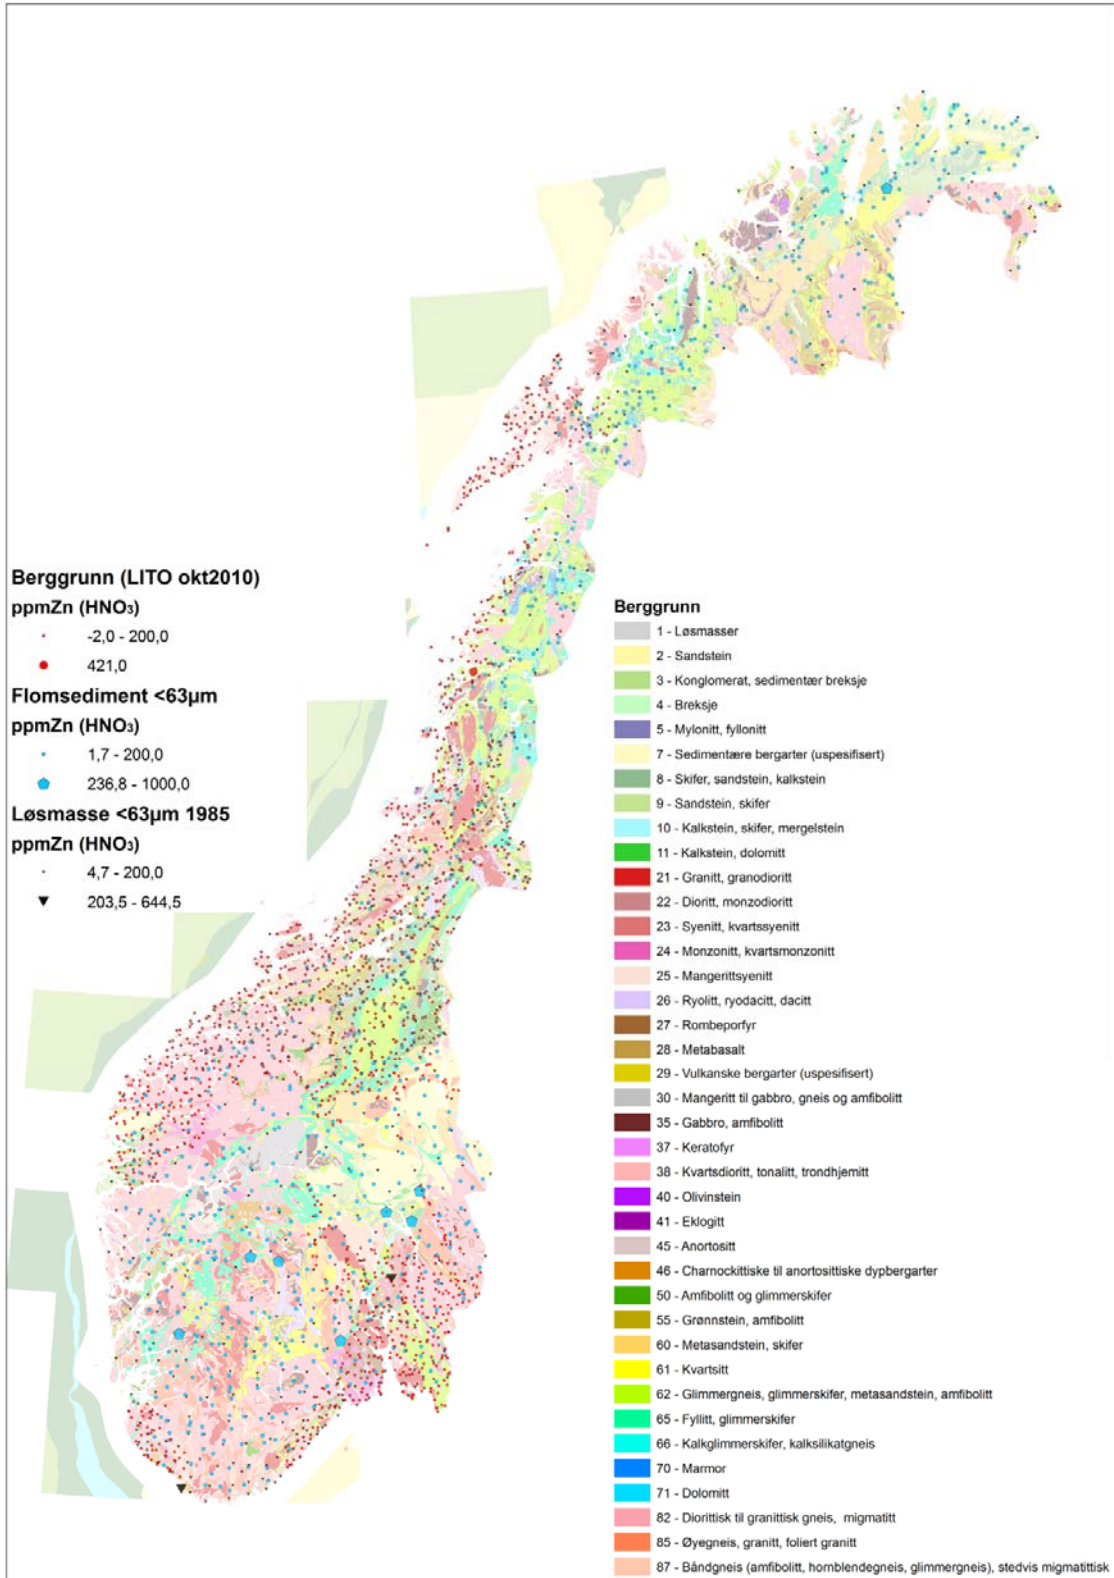 Berggrunn (LITO okt2010)
ppmZn (HNO₃)
-2,0 - 200,0
421,0
Flomsediment <63µm
ppmZn (HNO₃)
1,7 - 200,0
236,8 - 1000,0
Løsmasse <63µm 1985
ppmZn (HNO₃)
4,7 - 200,0
203,5 - 644,5
Berggrunn
1 - Løsmasser
2 - Sandstein
3 - Konglomerat, sedimentær breksje
4 - Breksje
5 - Mylonitt, fyllonitt
7 - Sedimentære bergarter (uspesifisert)
8 - Skifer, sandstein, kalkstein
9 - Sandstein, skifer
10 - Kalkstein, skifer, mergelstein
11 - Kalkstein, dolomitt
21 - Granitt, granodioritt
22 - Dioritt, monzodioritt
23 - Syenitt, kvartssyenitt
24 - Monzonitt, kvartsmonzonitt
25 - Mangerittsyenitt
26 - Ryolitt, ryodacitt, dacitt
27 - Rombeporfyr
28 - Metabasalt
29 - Vulkanske bergarter (uspesifisert)
30 - Mangeritt til gabbro, gneis og amfibolitt
35 - Gabbro, amfibolitt
37 - Keratofyr
38 - Kvartsdioritt, tonalitt, trondhjemitt
40 - Olivinstein
41 - Eklogitt
45 - Anortositt
46 - Charnockittiske til anortosittiske dypbergarter
50 - Amfibolitt og glimmerskifer
55 - Grønnstein, amfibolitt
60 - Metasandstein, skifer
61 - Kvartsitt
62 - Glimmergneis, glimmerskifer, metasandstein, amfibolitt
65 - Fyllitt, glimmerskifer
66 - Kalkglimmerskifer, kalksilikatgneis
70 - Marmor
71 - Dolomitt
82 - Diorittisk til granittisk gneis, migmatitt
85 - Øyegneis, granitt, foliert granitt
87 - Båndgneis (amfibolitt, hornblendegneis, glimmergneis), stedvis migmatittisk